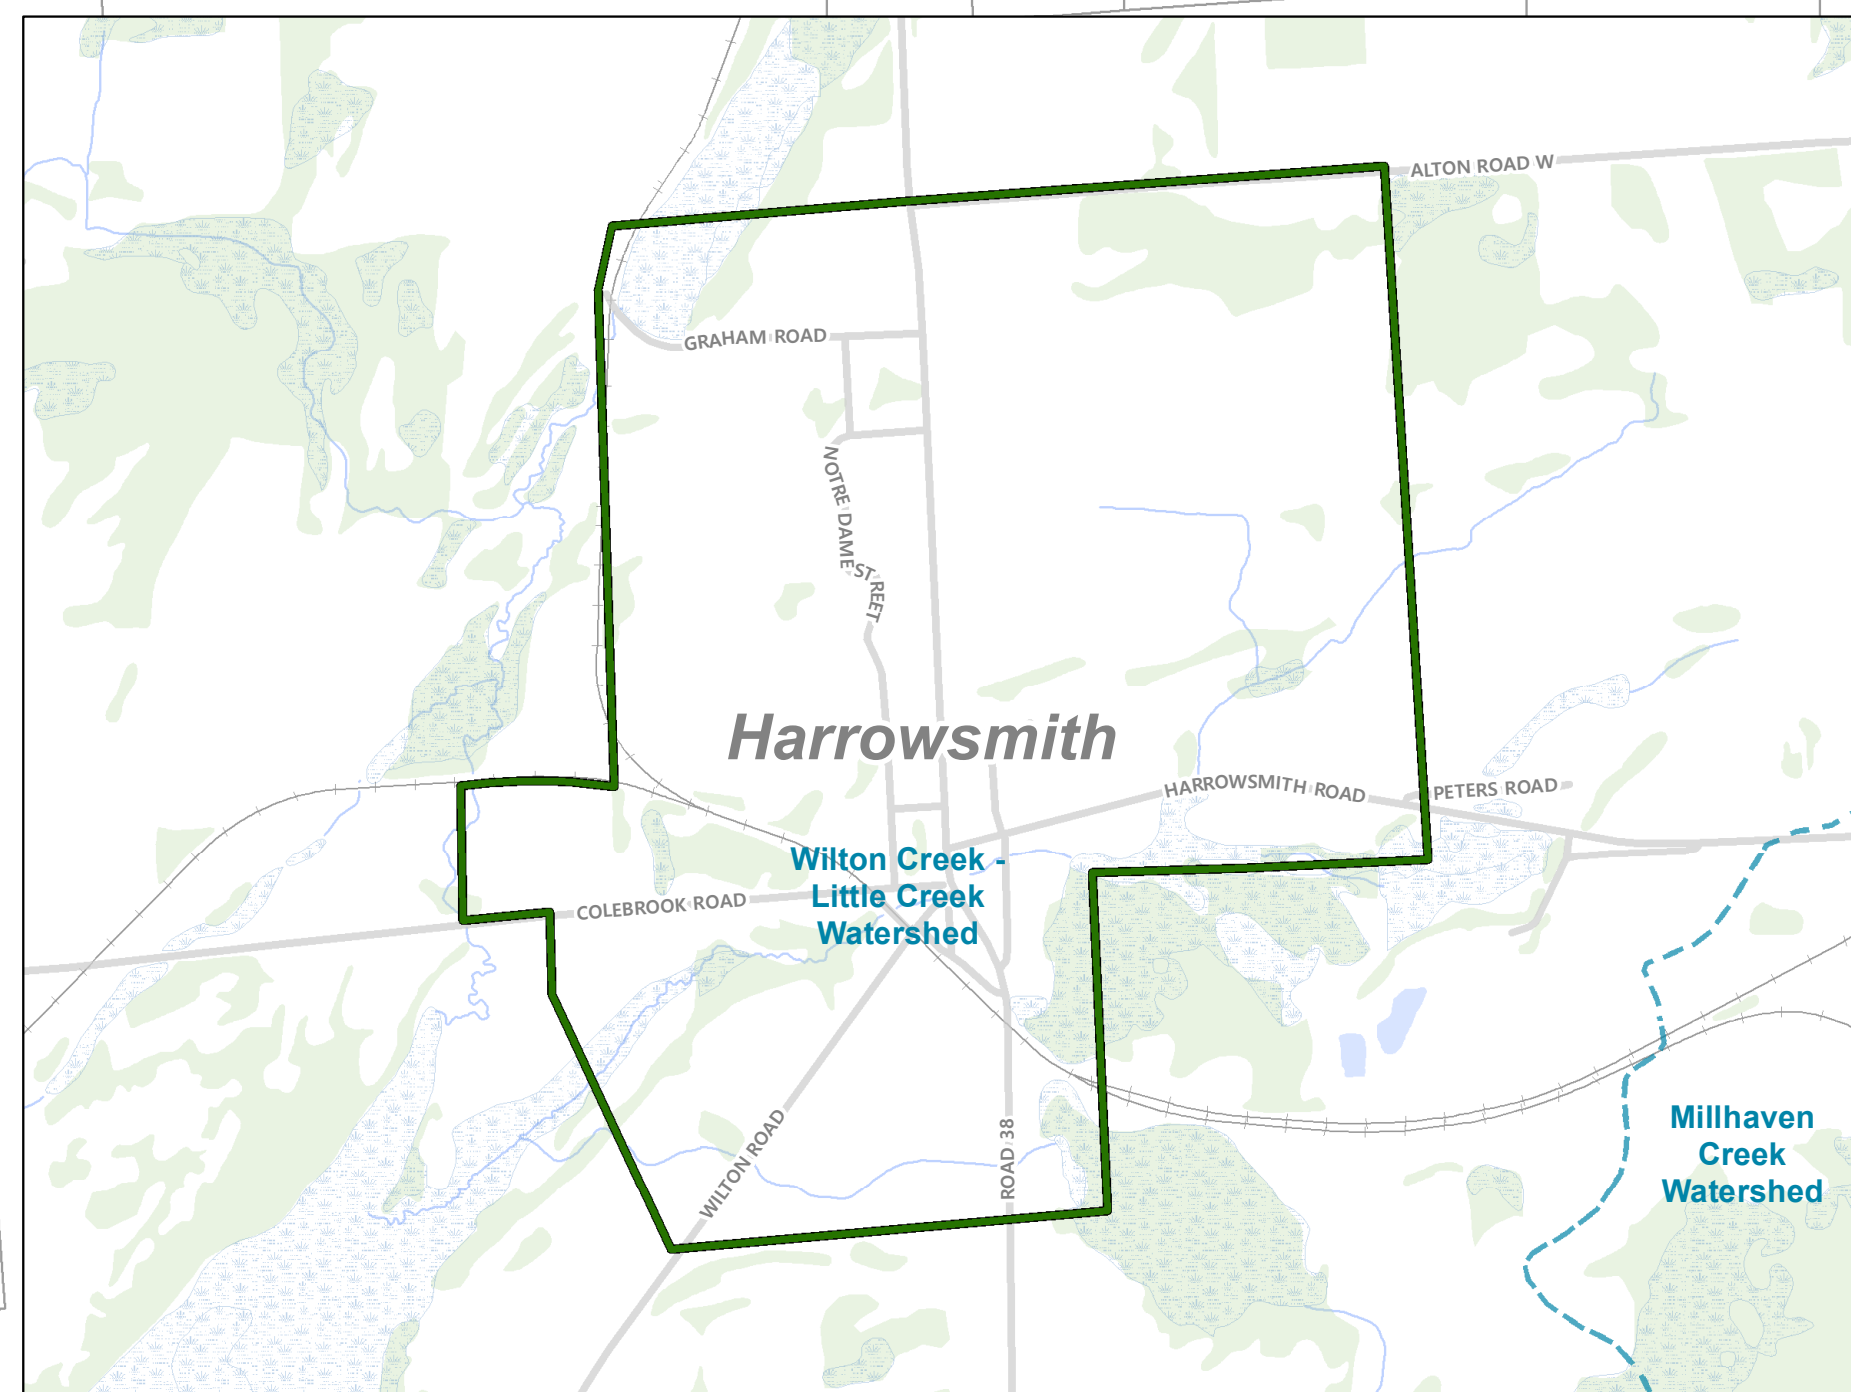 ALTON ROAD W
GRAHAM ROAD
NOTRE DAME STREET
Harrowsmith
HARROWSMITH ROAD
PETERS ROAD
Wilton Creek -
Little Creek
Watershed
COLEBROOK ROAD
WILTON ROAD
ROAD 38
Millhaven
Creek
Watershed